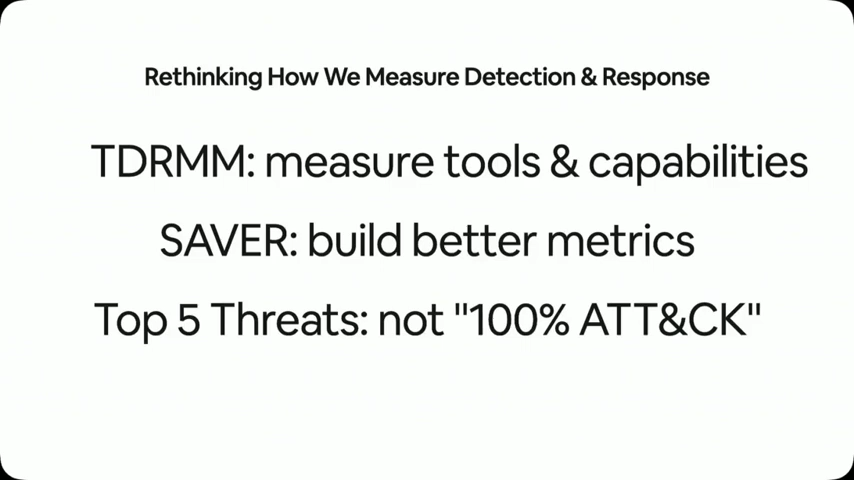 Rethinking How We Measure Detection & Response
TDRMM: measure tools & capabilities
SAVER: build better metrics
Top 5 Threats: not "100% ATT&CK"